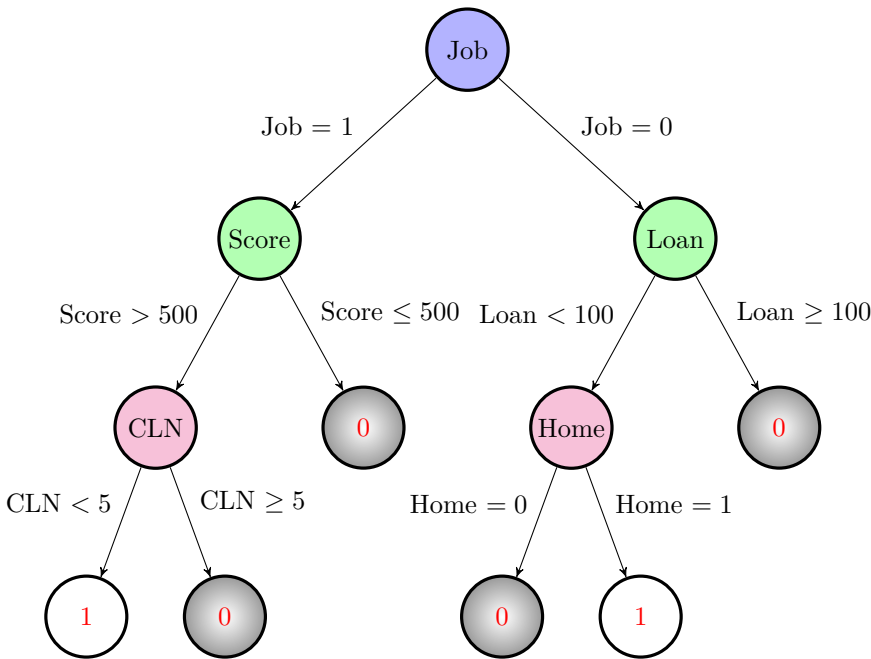 Job
Job = 1
Job = 0
Score
Loan
Score > 500
Score ≤ 500
Loan < 100
Loan ≥ 100
CLN
0
Home
0
CLN < 5
CLN ≥ 5
Home = 0
Home = 1
1
0
0
1